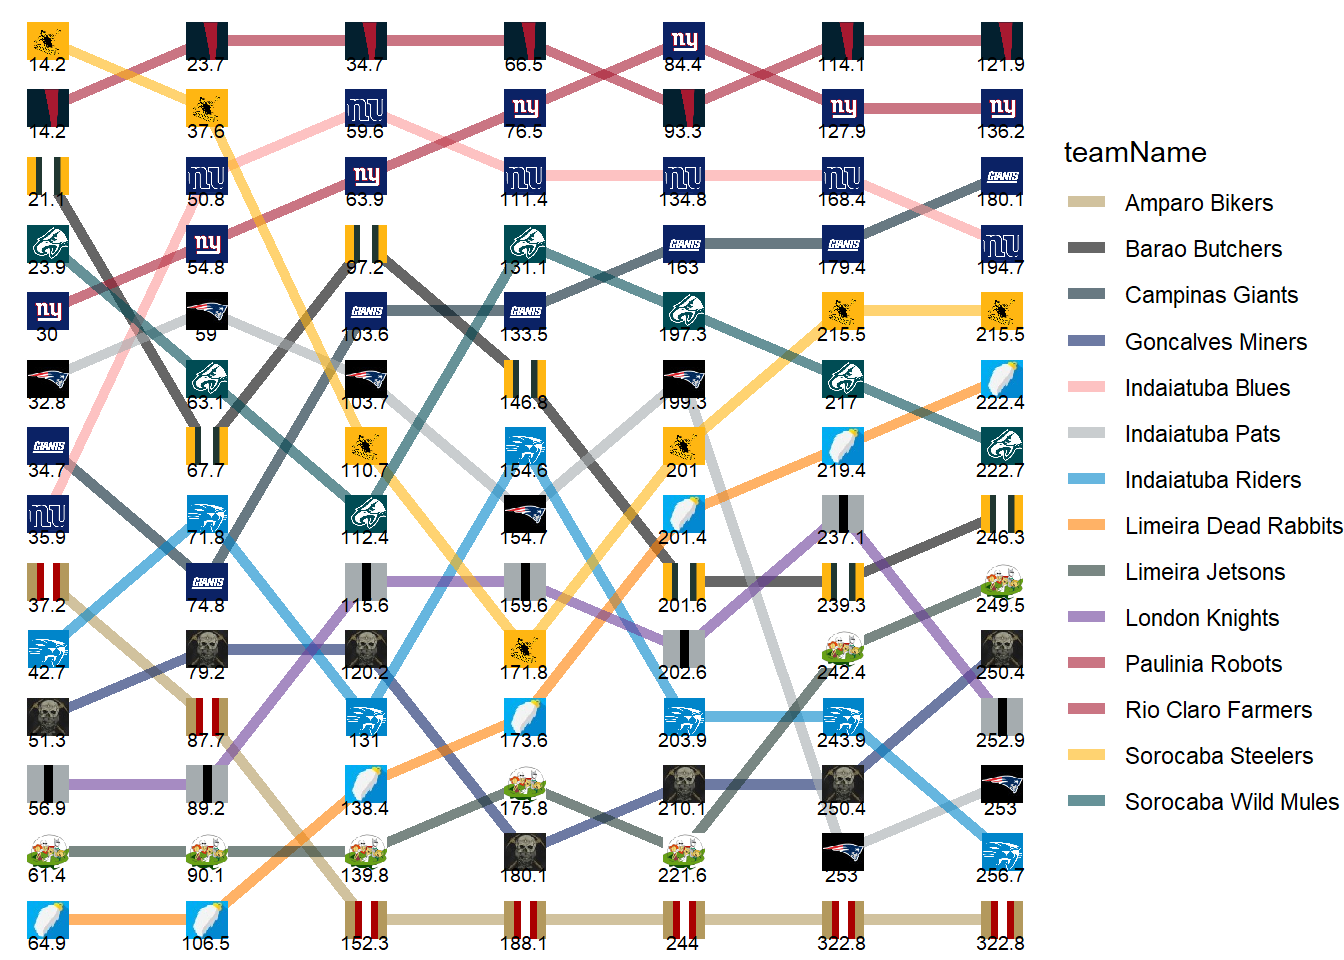 14.2 23.7 34.7 66.5 84.4 114.1 121.9
14.2 37.6 59.6 76.5 93.3 127.9 136.2
21.1 50.8 63.9 111.4 134.8 168.4 180.1
23.9 54.8 97.2 131.1 163 179.4 194.7
30 59 103.6 133.5 197.3 215.5 215.5
32.8 63.1 103.7 146.8 199.3 217 222.4
34.7 67.7 110.7 154.6 201 219.4 222.7
35.9 71.8 112.4 154.7 201.4 237.1 246.3
37.2 74.8 115.6 159.6 201.6 239.3 249.5
42.7 79.2 120.2 171.8 202.6 242.4 250.4
51.3 87.7 131 173.6 203.9 243.9 252.9
56.9 89.2 138.4 175.8 210.1 250.4 253
61.4 90.1 139.8 180.1 221.6 253 256.7
64.9 106.5 152.3 188.1 244 322.8 322.8
teamName
Amparo Bikers
Barao Butchers
Campinas Giants
Goncalves Miners
Indaiatuba Blues
Indaiatuba Pats
Indaiatuba Riders
Limeira Dead Rabbits
Limeira Jetsons
London Knights
Paulinia Robots
Rio Claro Farmers
Sorocaba Steelers
Sorocaba Wild Mules